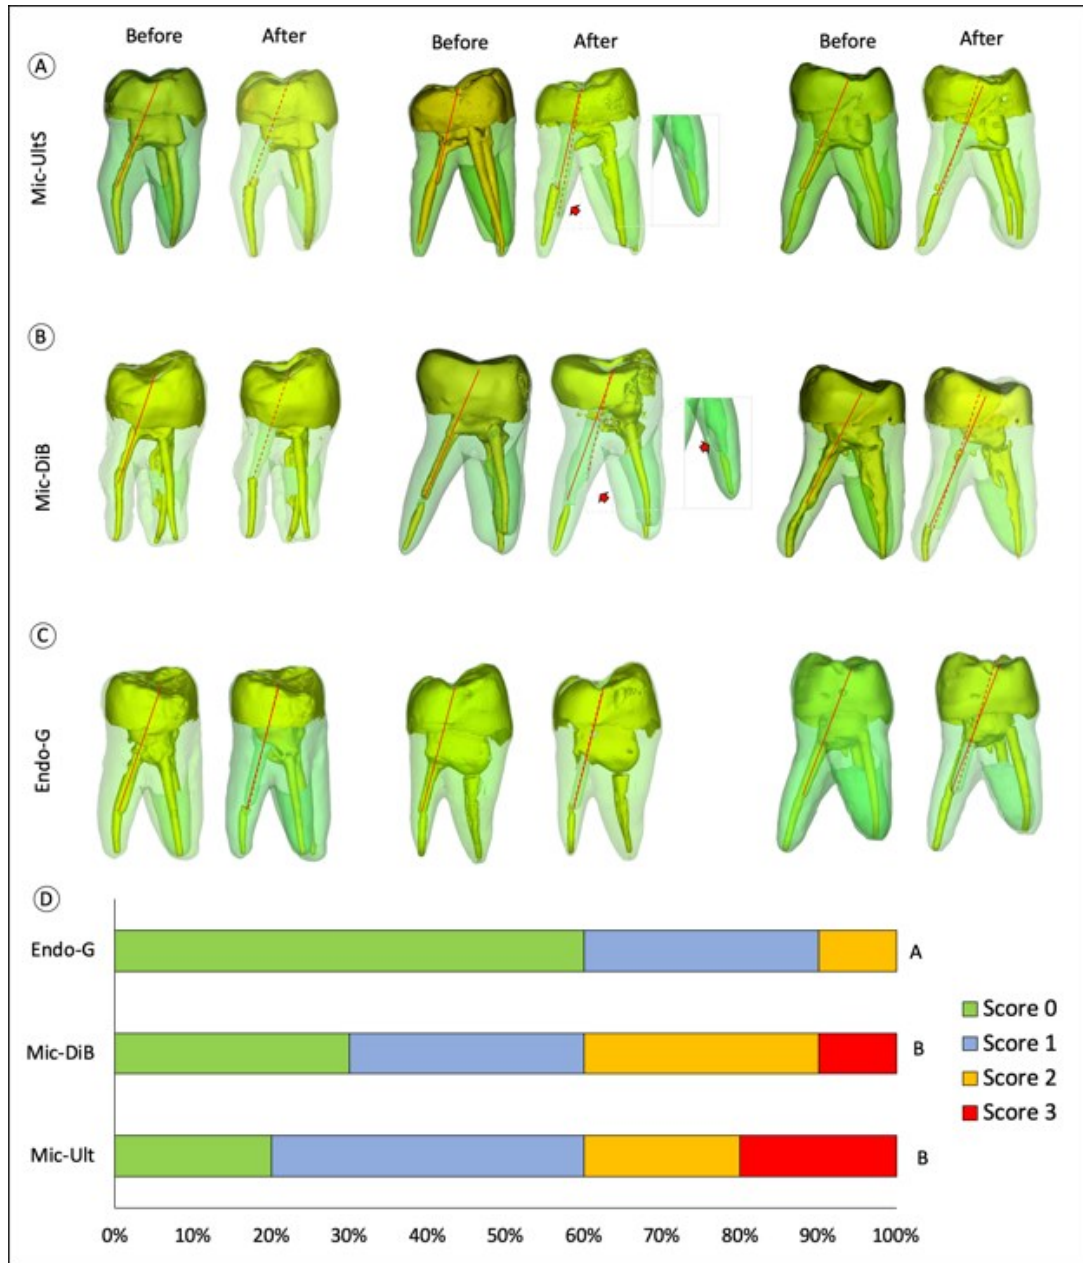 Before After Before After Before After
A
Mic-UltS
B
Mic-DiB
C
Endo-G
D
Endo-G A
Mic-DiB B
Mic-Ult B
Score 0
Score 1
Score 2
Score 3
0% 10% 20% 30% 40% 50% 60% 70% 80% 90% 100%